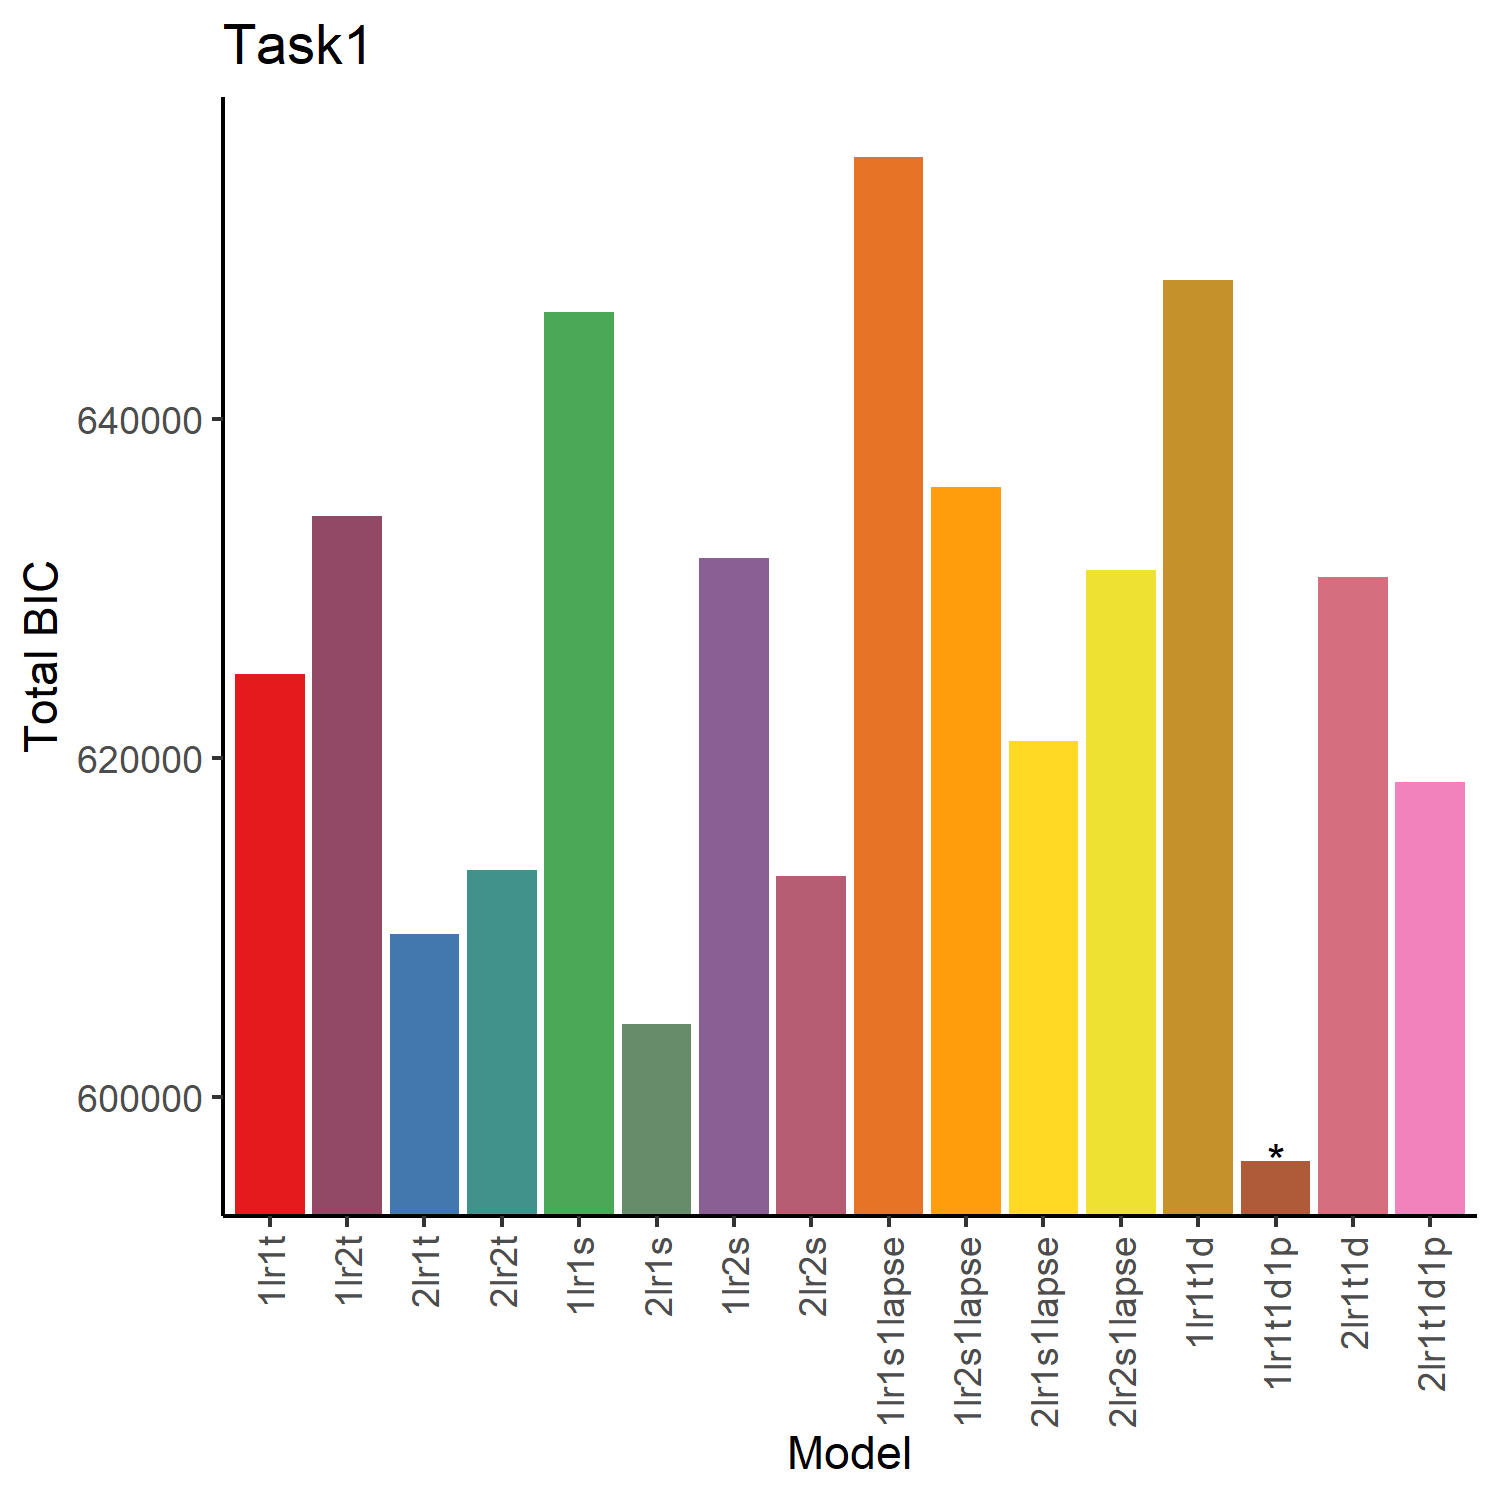 Task1
Total BIC
640000
620000
600000
*
1lr1t
1lr2t
2lr1t
2lr2t
1lr1s
2lr1s
1lr2s
2lr2s
1lr1s1lapse
1lr2s1lapse
2lr1s1lapse
2lr2s1lapse
1lr1t1d
1lr1t1d1p
2lr1t1d
2lr1t1d1p
Model